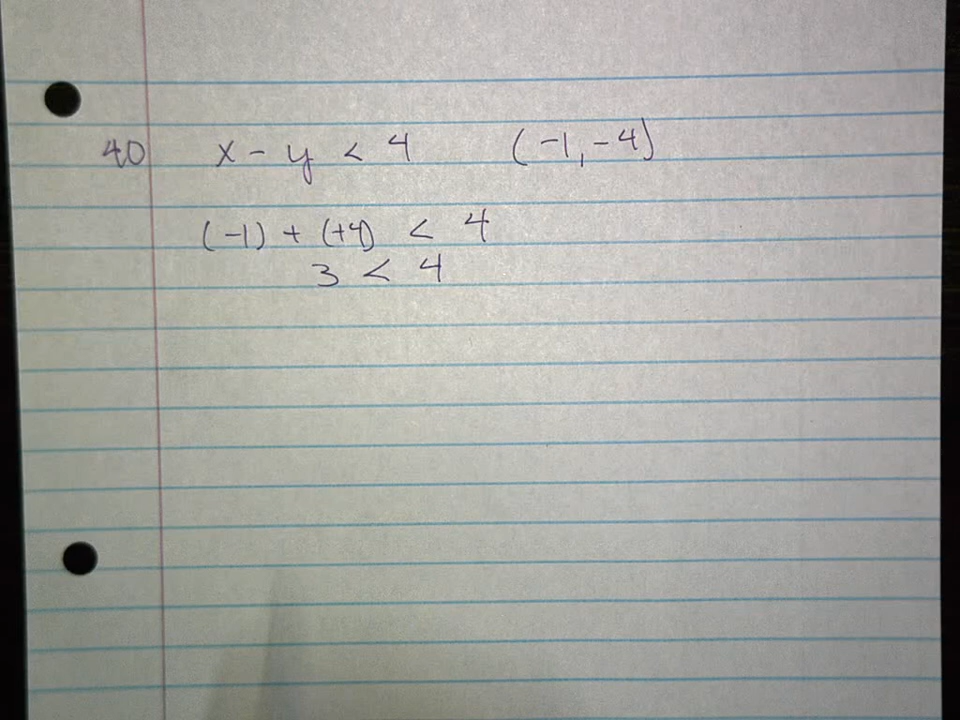 40 x - y < 4 (-1, -4)
(-1) + (+4) < 4
3 < 4